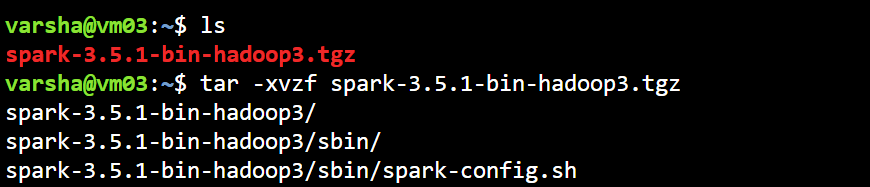 varsha@vm03:~$ ls
spark-3.5.1-bin-hadoop3.tgz
varsha@vm03:~$ tar -xvzf spark-3.5.1-bin-hadoop3.tgz
spark-3.5.1-bin-hadoop3/
spark-3.5.1-bin-hadoop3/sbin/
spark-3.5.1-bin-hadoop3/sbin/spark-config.sh